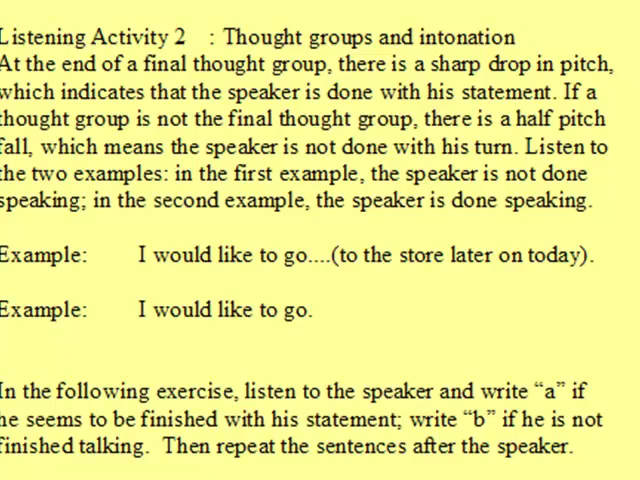 Listening Activity 2 : Thought groups and intonation
At the end of a final thought group, there is a sharp drop in pitch,
which indicates that the speaker is done with his statement. If a
thought group is not the final thought group, there is a half pitch
fall, which means the speaker is not done with his turn. Listen to
the two examples: in the first example, the speaker is not done
speaking; in the second example, the speaker is done speaking.
Example: I would like to go....(to the store later on today).
Example: I would like to go.
In the following exercise, listen to the speaker and write “a” if
he seems to be finished with his statement; write “b” if he is not
finished talking. Then repeat the sentences after the speaker.